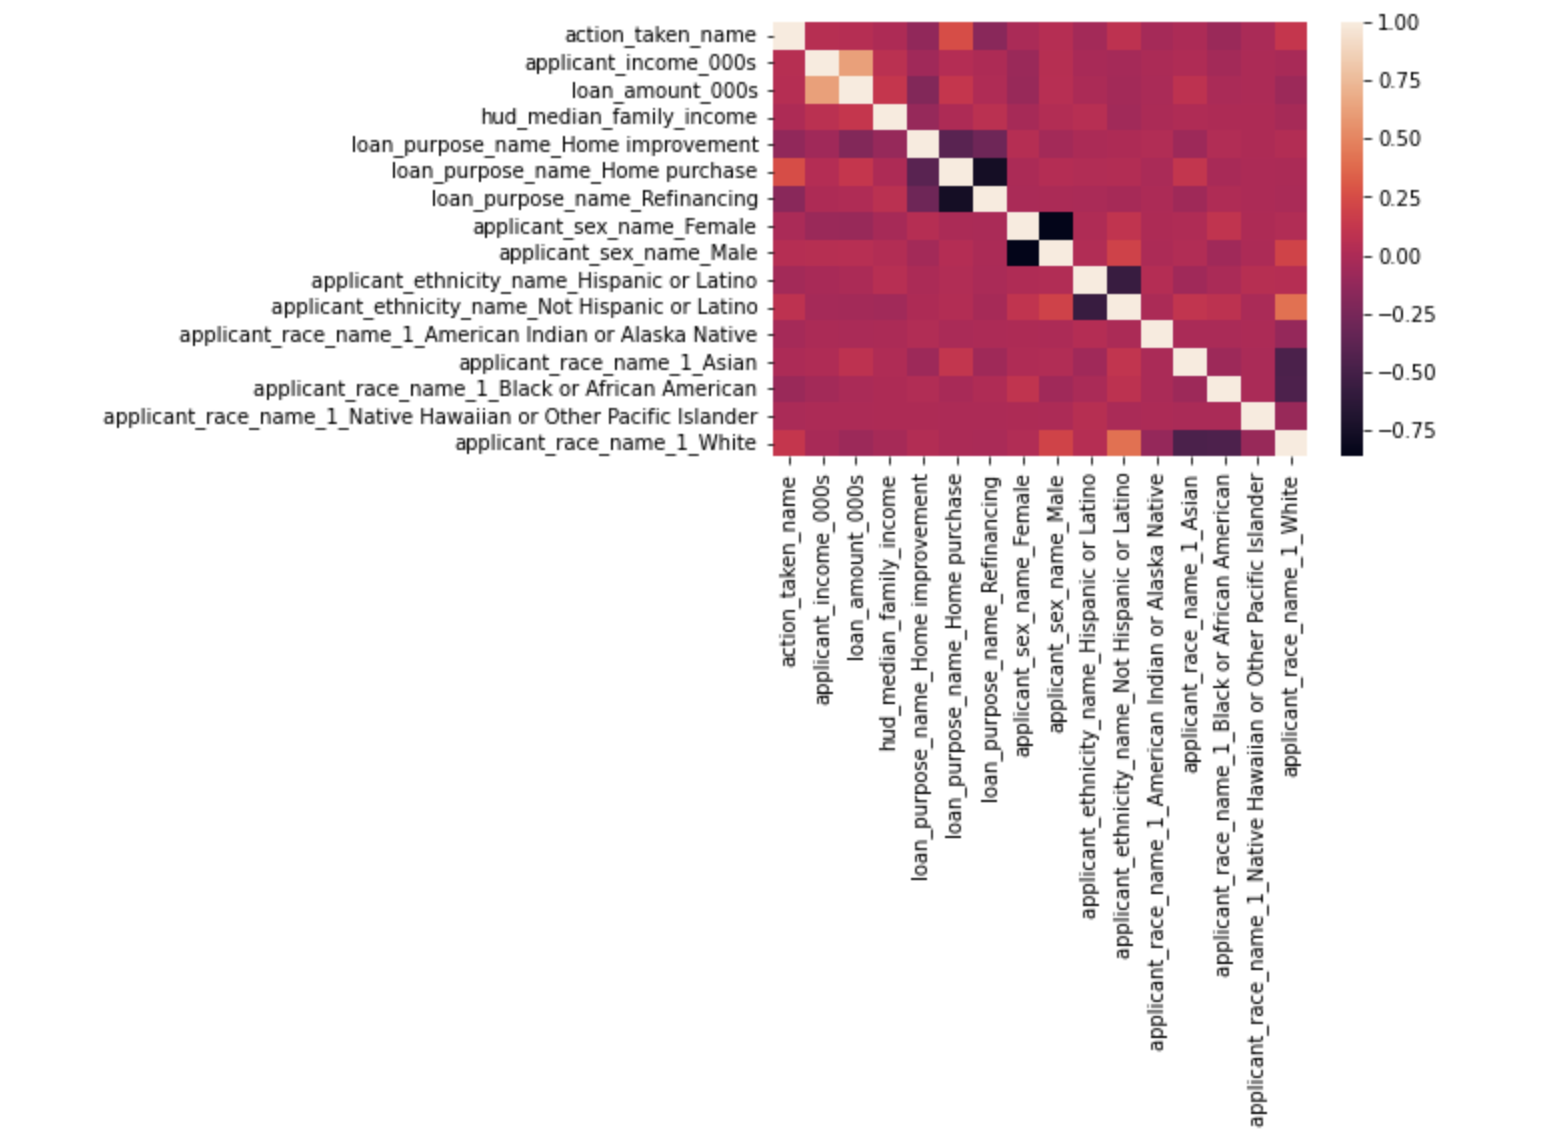 action_taken_name
applicant_income_000s
loan_amount_000s
hud_median_family_income
loan_purpose_name_Home improvement
loan_purpose_name_Home purchase
loan_purpose_name_Refinancing
applicant_sex_name_Female
applicant_sex_name_Male
applicant_ethnicity_name_Hispanic or Latino
applicant_ethnicity_name_Not Hispanic or Latino
applicant_race_name_1_American Indian or Alaska Native
applicant_race_name_1_Asian
applicant_race_name_1_Black or African American
applicant_race_name_1_Native Hawaiian or Other Pacific Islander
applicant_race_name_1_White
action_taken_name
applicant_income_000s
loan_amount_000s
hud_median_family_income
loan_purpose_name_Home improvement
loan_purpose_name_Home purchase
loan_purpose_name_Refinancing
applicant_sex_name_Female
applicant_sex_name_Male
applicant_ethnicity_name_Hispanic or Latino
applicant_ethnicity_name_Not Hispanic or Latino
applicant_race_name_1_American Indian or Alaska Native
applicant_race_name_1_Asian
applicant_race_name_1_Black or African American
applicant_race_name_1_Native Hawaiian or Other Pacific Islander
applicant_race_name_1_White
1.00
0.75
0.50
0.25
0.00
−0.25
−0.50
−0.75